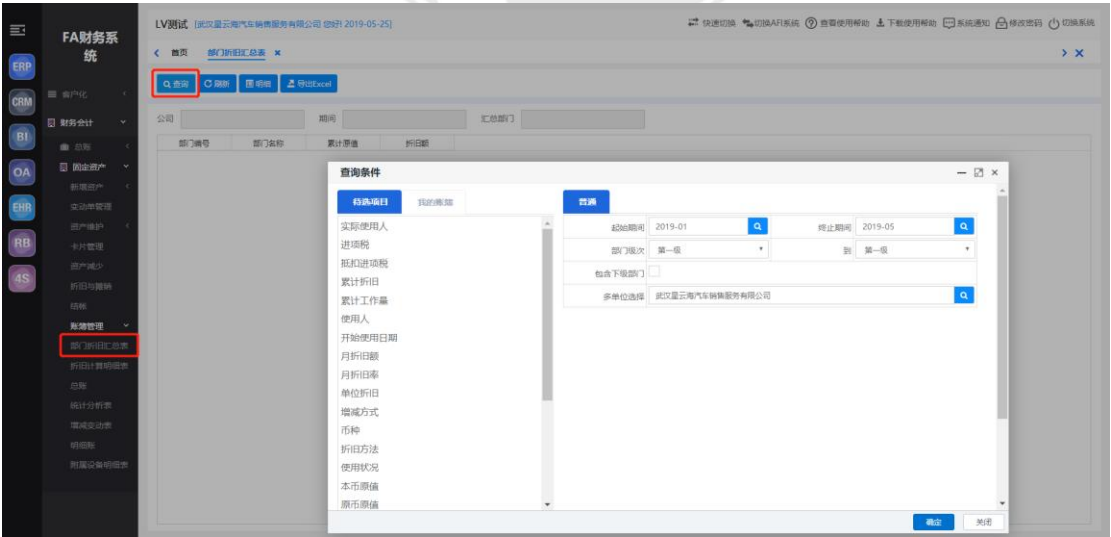 LV测试 [武汉星云海汽车销售服务有限公司 您好! 2019-05-25]
快速切换 切换AFI系统 查看使用帮助 下载使用帮助 系统通知 修改密码 切换系统
FA财务系统
首页 部门折旧汇总表 ×
ERP
CRM
BI
OA
EHR
RB
4S
客户化
财务会计
总账
固定资产
新增资产
变动单管理
资产维护
卡片管理
资产减少
折旧与摊销
结帐
账簿管理
部门折旧汇总表
折旧计算明细表
总账
统计分析表
增减变动表
明细账
附属设备明细表
查询 刷新 明细 导出Excel
公司 期间 汇总部门
部门编号 部门名称 累计原值 折旧额
查询条件
待选项目
实际使用人
进项税
抵扣进项税
累计折旧
累计工作量
使用人
开始使用日期
月折旧额
月折旧率
单位折旧
增减方式
币种
折旧方法
使用状况
本币原值
原币原值
普通
起始期间 2019-01 终止期间 2019-05
部门级次 第一级 到 第一级
包含下级部门
多单位选择 武汉星云海汽车销售服务有限公司
确定 关闭